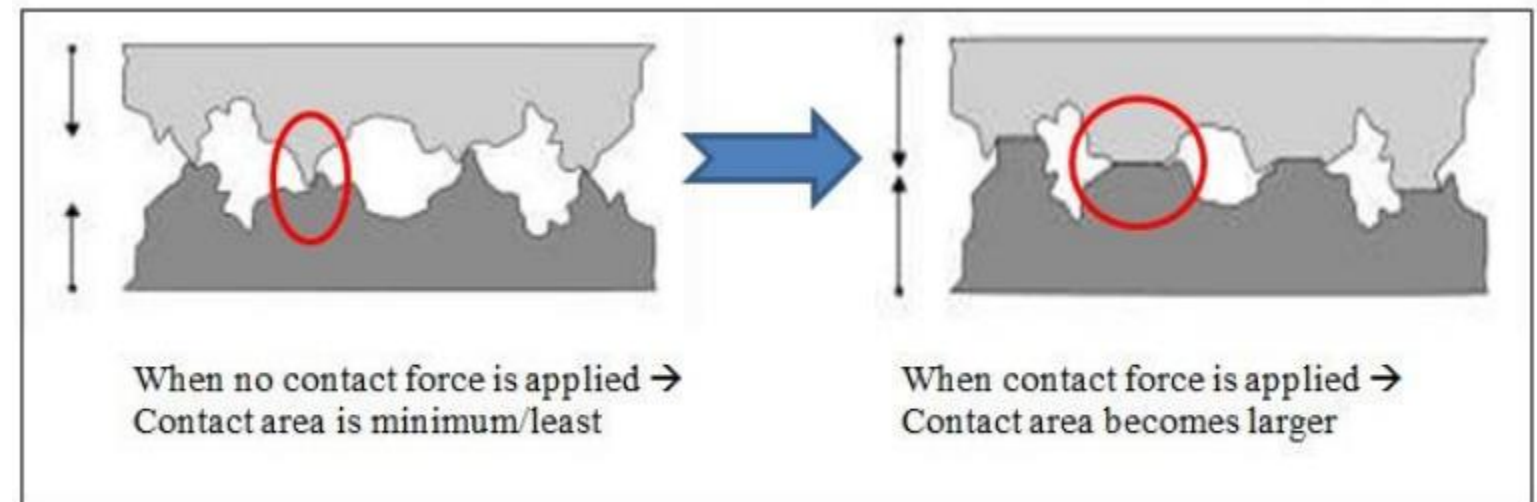 When no contact force is applied →
Contact area is minimum/least
When contact force is applied →
Contact area becomes larger